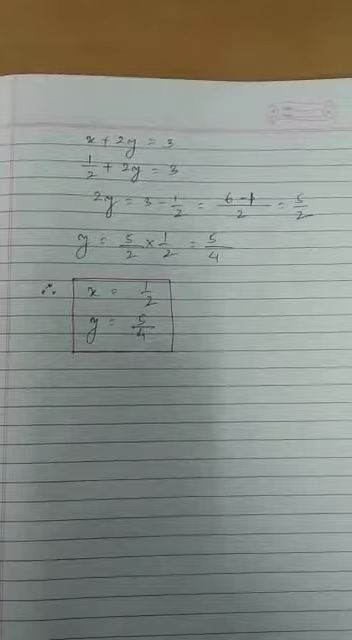 x + 2y = 3
1/2 + 2y = 3
2y = 3 - 1/2 = (6-1)/2 = 5/2
y = 5/2 × 1/2 = 5/4
∴ x = 1/2
y = 5/4